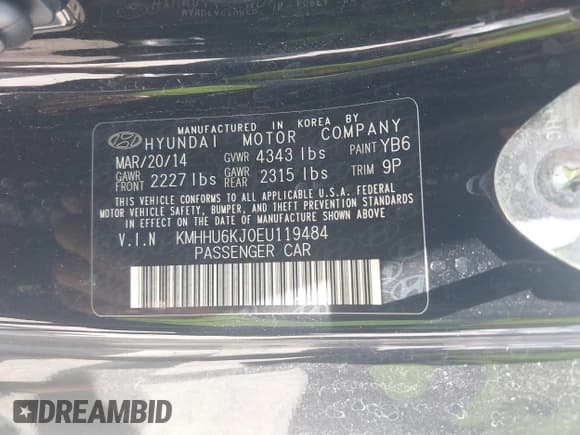 MANUFACTURED IN KOREA BY
HYUNDAI MOTOR COMPANY
MAR/20/14 GVWR 4343 lbs PAINT YB6
GAWR FRONT 2227 lbs GAWR REAR 2315 lbs TRIM 9P
THIS VEHICLE CONFORMS TO ALL APPLICABLE U.S.A. FEDERAL
MOTOR VEHICLE SAFETY, BUMPER, AND THEFT PREVENTION STANDARDS
IN EFFECT ON THE DATE OF MANUFACTURE SHOWN ABOVE.
V.I.N KMHHU6KJ0EU119484
PASSENGER CAR
DREAMBID